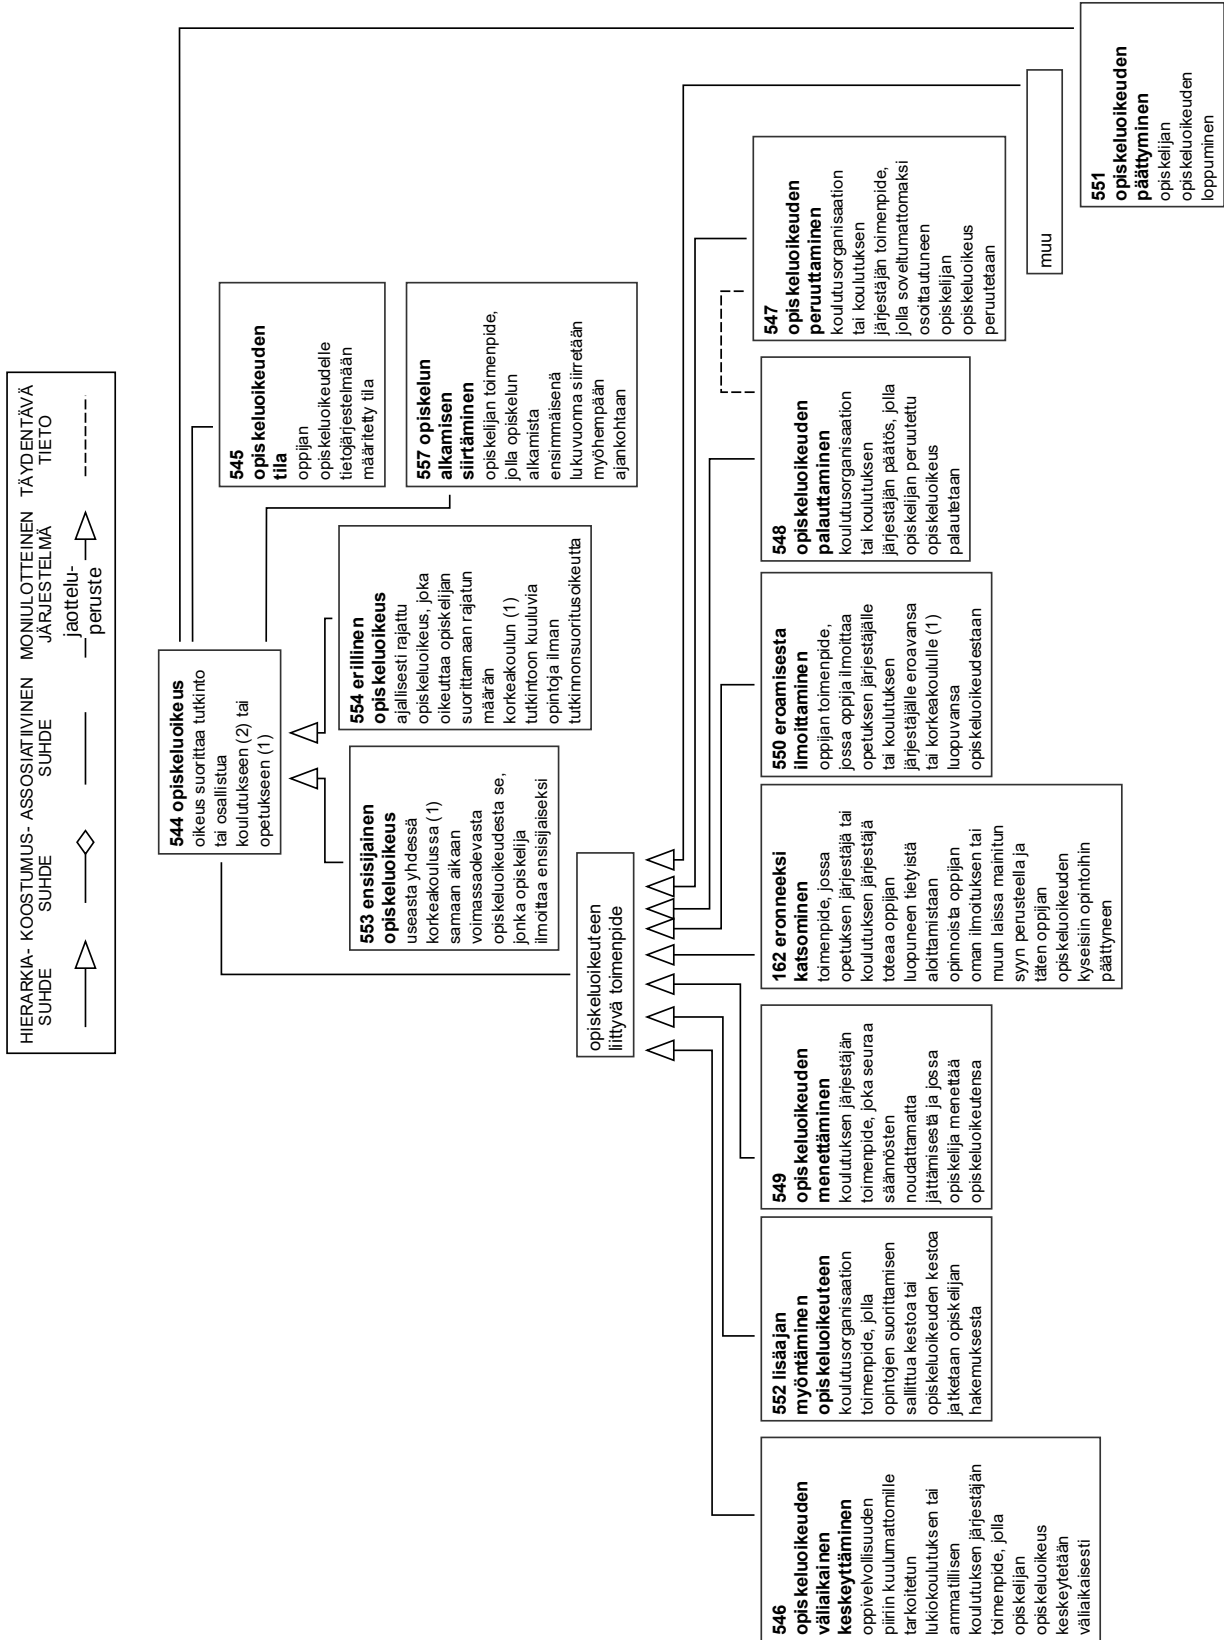 HIERARKIA-
SUHDE
KOOSTUMUS-
SUHDE
ASSOSIATIIVINEN
SUHDE
MONIULOTTEINEN
JÄRJESTELMÄ
jaottelu-
peruste
TÄYDENTÄVÄ
TIETO
544 opiskeluoikeus
oikeus suorittaa tutkinto
tai osallistua
koulutukseen (2) tai
opetukseen (1)
545
opiskeluoikeuden
tila
oppijan
opiskeluoikeudelle
tietojärjestelmään
määritetty tila
553 ensisijainen
opiskeluoikeus
useasta yhdessä
korkeakoulussa (1)
samaan aikaan
voimassaolevasta
opiskeluoikeudesta se,
jonka opiskelija
ilmoittaa ensisijaiseksi
554 erillinen
opiskeluoikeus
ajallisesti rajattu
opiskeluoikeus, joka
oikeuttaa opiskelijan
suorittamaan rajatun
määrän
korkeakoulun (1)
tutkintoon kuuluvia
opintoja ilman
tutkinnonsuoritusoikeutta
557 opiskelun
alkamisen
siirtäminen
opiskelijan toimenpide,
jolla opiskelun
alkamista
ensimmäisenä
lukuvuonna siirretään
myöhempään
ajankohtaan
opiskeluoikeuteen
liittyvä toimenpide
546
opiskeluoikeuden
väliaikainen
keskeyttäminen
oppivelvollisuuden
piiriin kuulumattomille
tarkoitetun
lukiokoulutuksen tai
ammatillisen
koulutuksen järjestäjän
toimenpide, jolla
opiskelijan
opiskeluoikeus
keskeytetään
väliaikaisesti
552 lisäajan
myöntäminen
opiskeluoikeuteen
koulutusorganisaation
toimenpide, jolla
opintojen suorittamisen
sallittua kestoa tai
opiskeluoikeuden kestoa
jatketaan opiskelijan
hakemuksesta
549
opiskeluoikeuden
menettäminen
koulutuksen järjestäjän
toimenpide, joka seuraa
säännösten
noudattamatta
jättämisestä ja jossa
opiskelija menettää
opiskeluoikeutensa
162 eronneeksi
katsominen
toimenpide, jossa
opetuksen järjestäjä tai
koulutuksen järjestäjä
toteaa oppijan
luopunen tietyistä
aloittamistaan
opinnoista oppijan
oman ilmoituksen tai
muun laissa mainitun
syyn perusteella ja
täten oppijan
opiskeluoikeuden
kyseisiin opintoihin
päättyneen
550 eroamisesta
ilmoittaminen
oppijan toimenpide,
jossa oppija ilmoittaa
opetuksen järjestäjälle
tai koulutuksen
järjestäjälle eroavansa
tai korkeakoululle (1)
luopuvansa
opiskeluoikeudestaan
548
opiskeluoikeuden
palauttaminen
koulutusorganisaation
tai koulutuksen
järjestäjän päätös, jolla
opiskelijan peruutettu
opiskeluoikeus
palautetaan
547
opiskeluoikeuden
peruuttaminen
koulutusorganisaation
tai koulutuksen
järjestäjän toimenpide,
jolla soveltumattomaksi
osoittautuneen
opiskelijan
opiskeluoikeus
peruutetaan
muu
551
opiskeluoikeuden
päättyminen
opiskelijan
opiskeluoikeuden
loppuminen